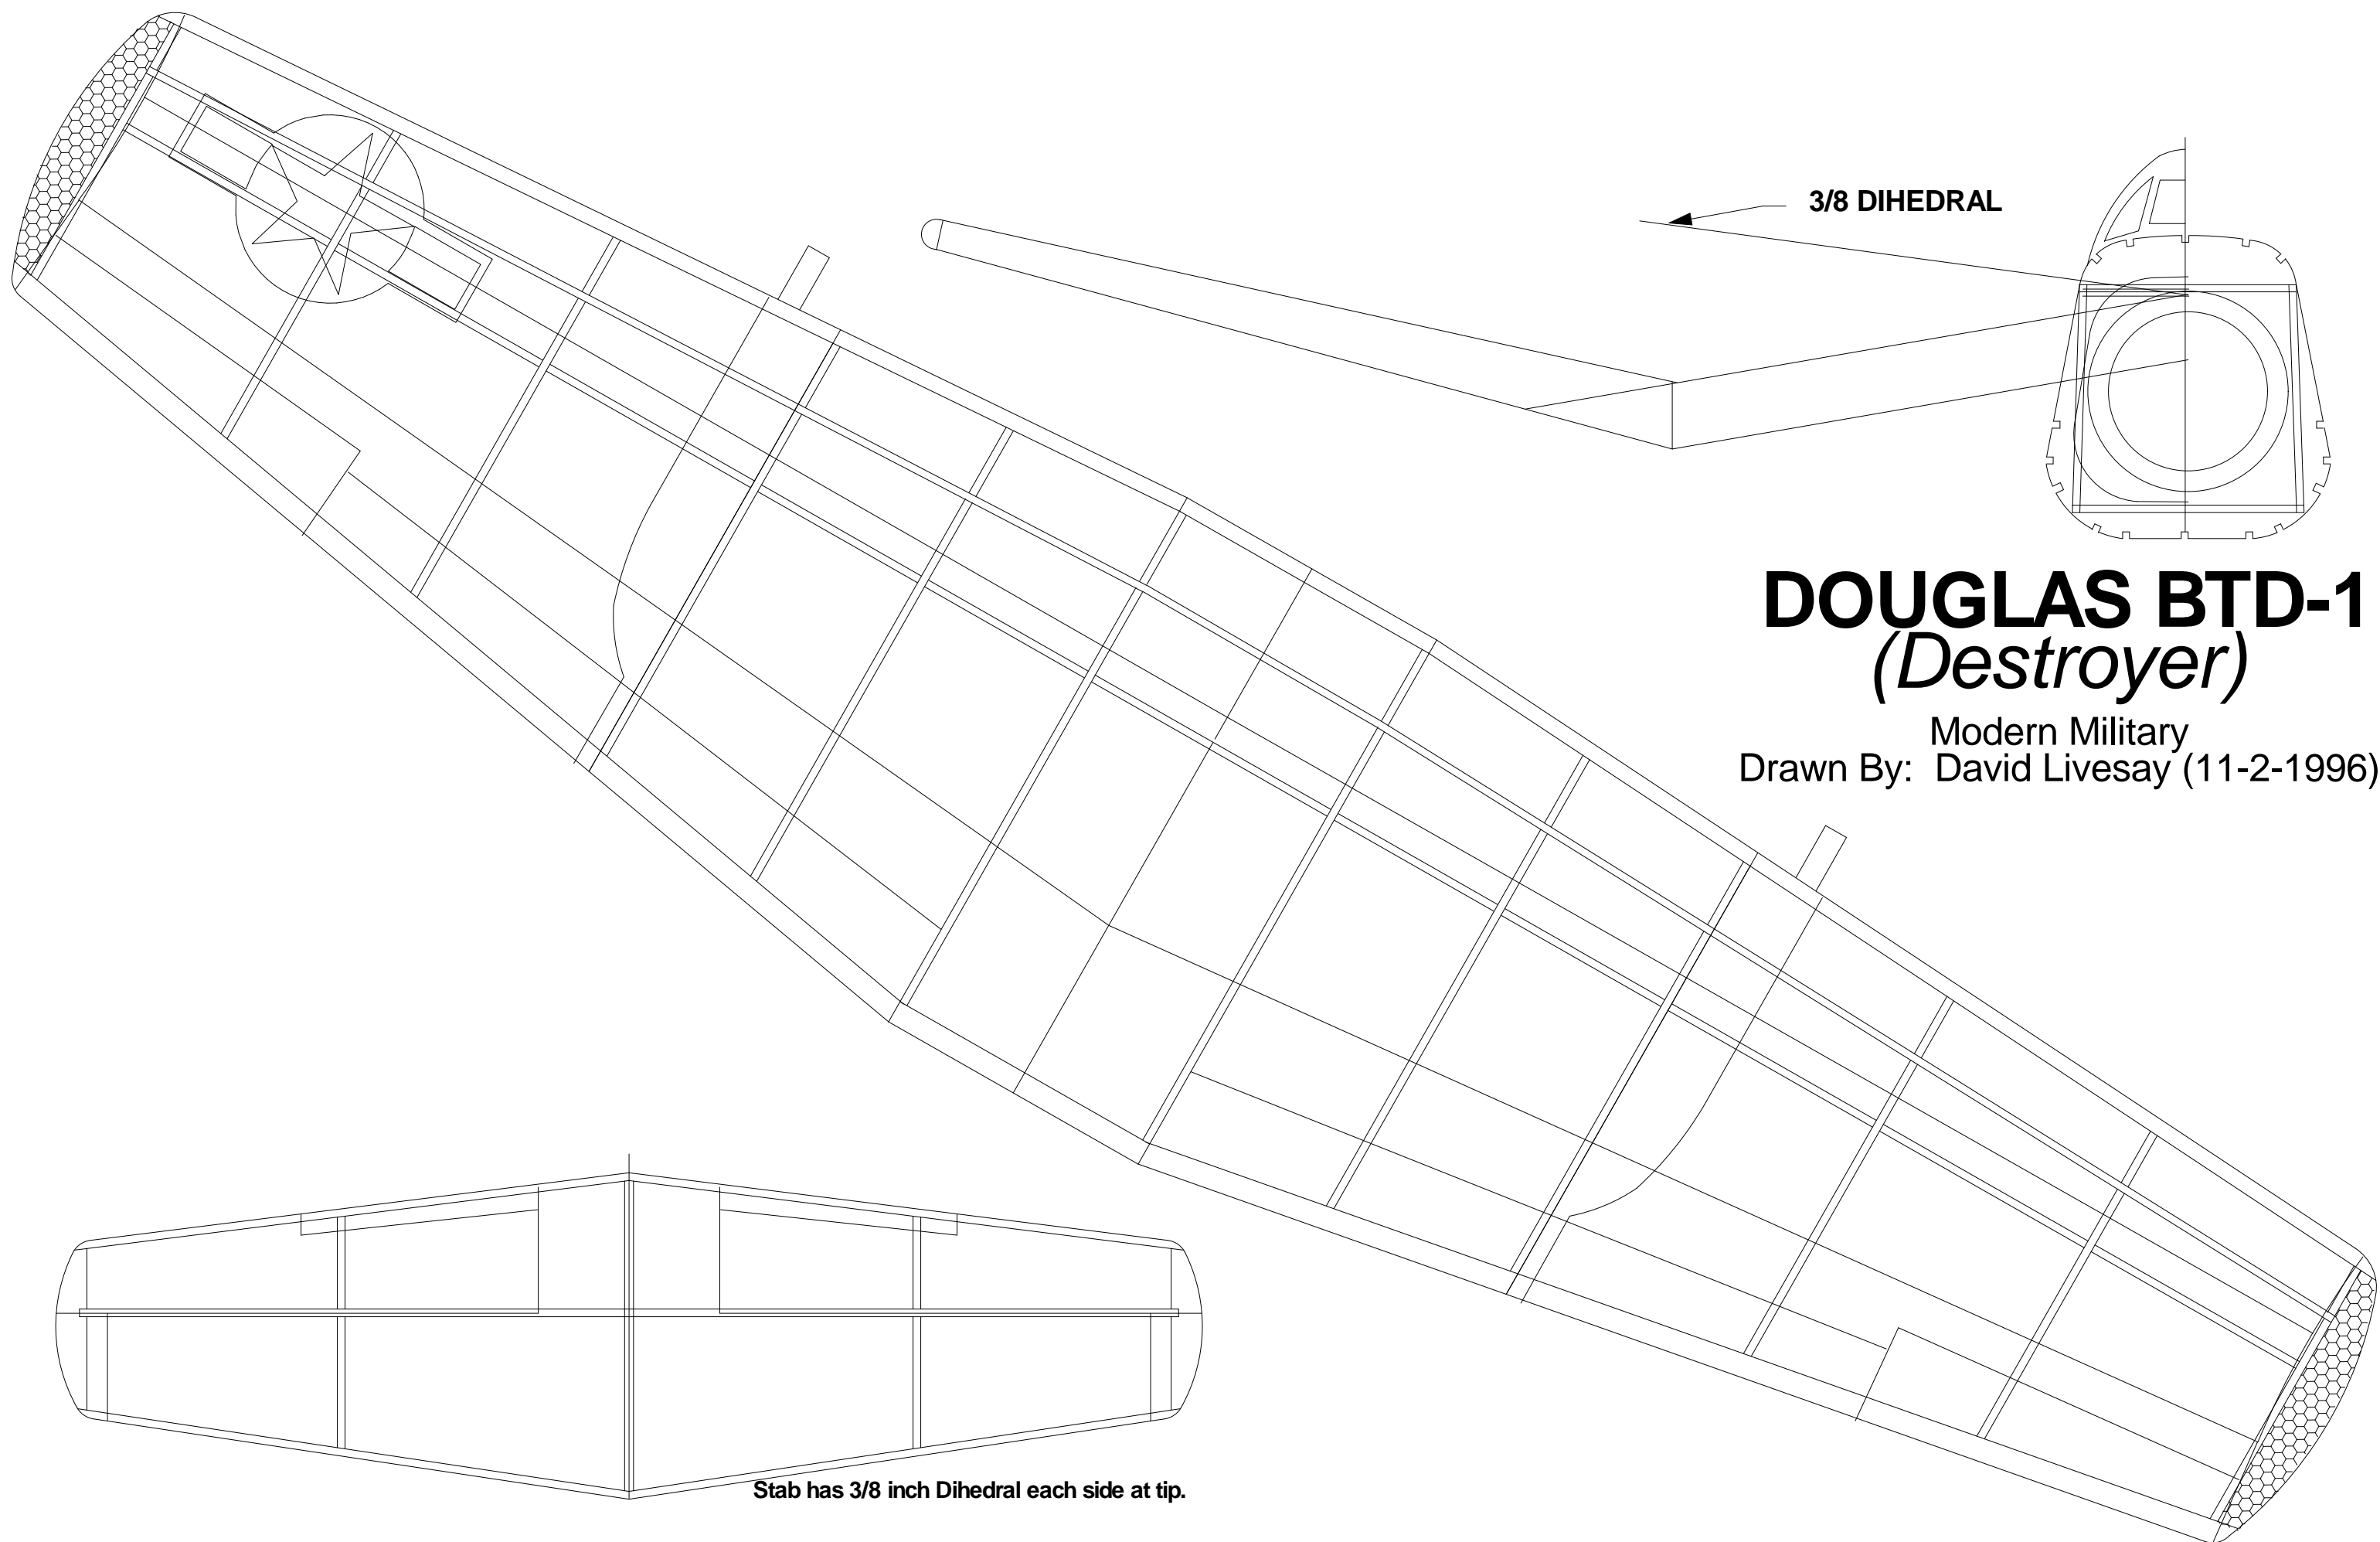 3/8 DIHEDRAL
DOUGLAS BTD-1
(Destroyer)
Modern Military
Drawn By: David Livesay (11-2-1996)
Stab has 3/8 inch Dihedral each side at tip.